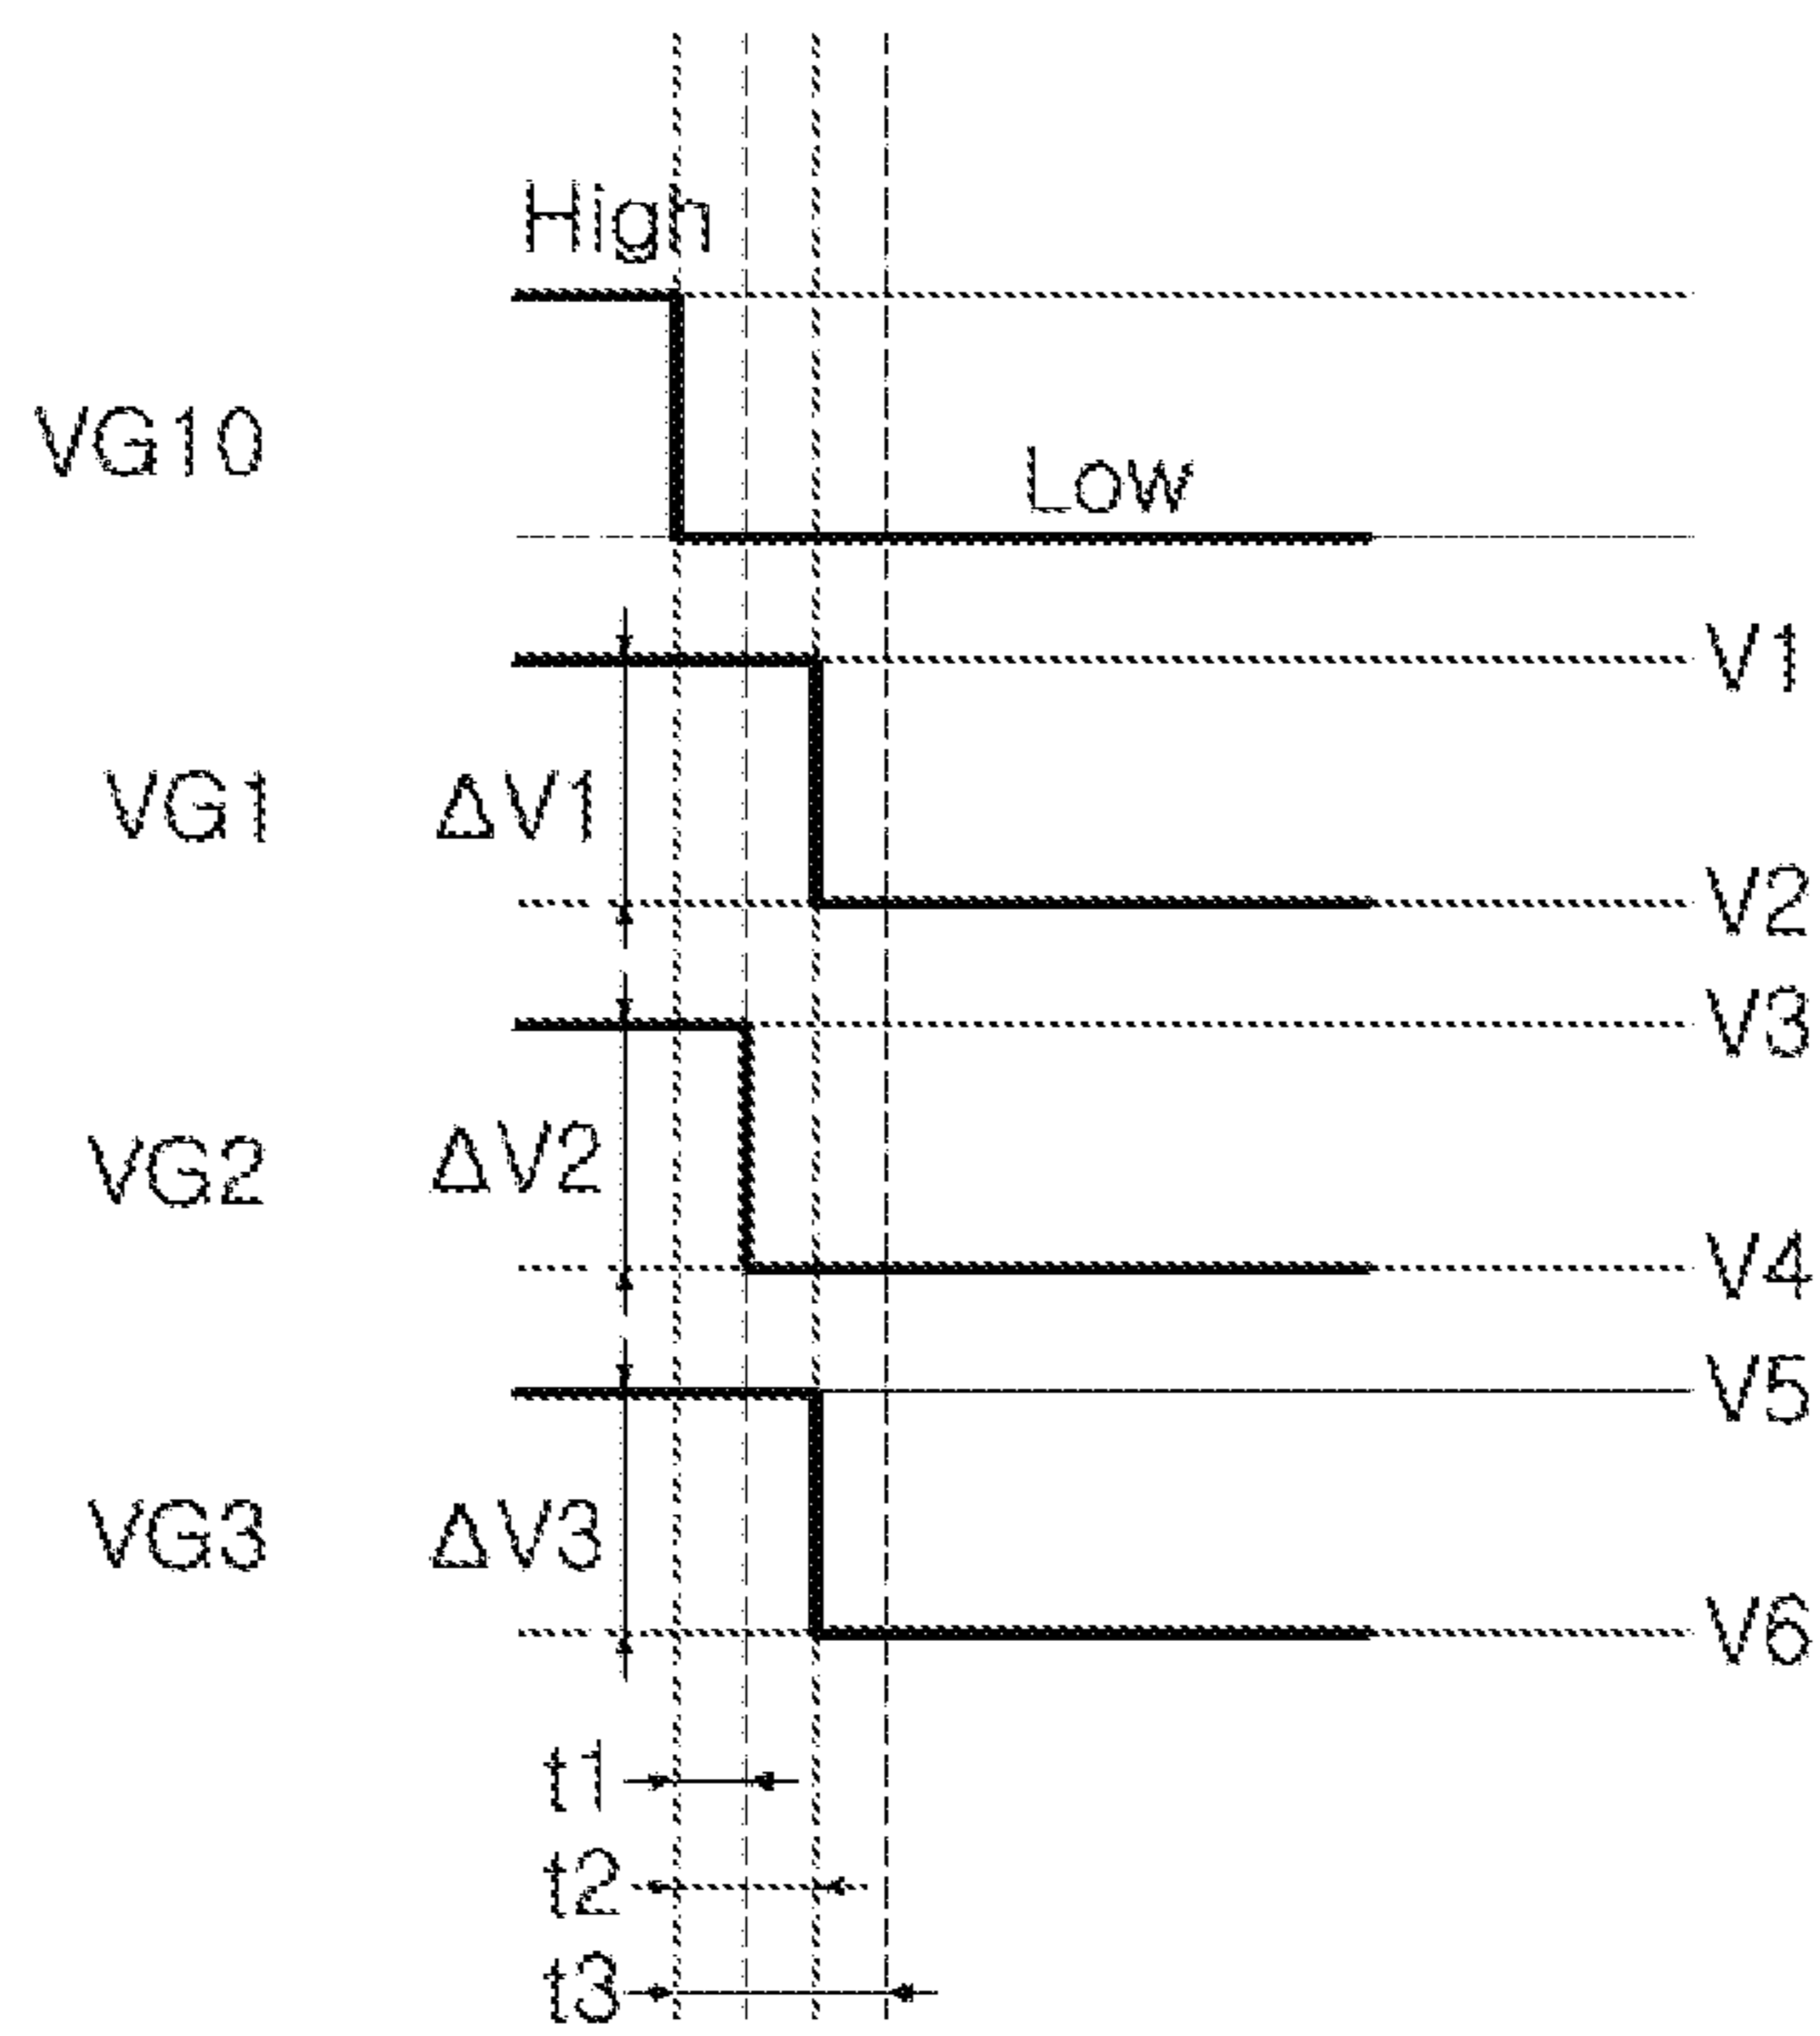 High
VG10
Low
V1
VG1 ΔV1
V2
V3
VG2 ΔV2
V4
V5
VG3 ΔV3
V6
t1
t2
t3